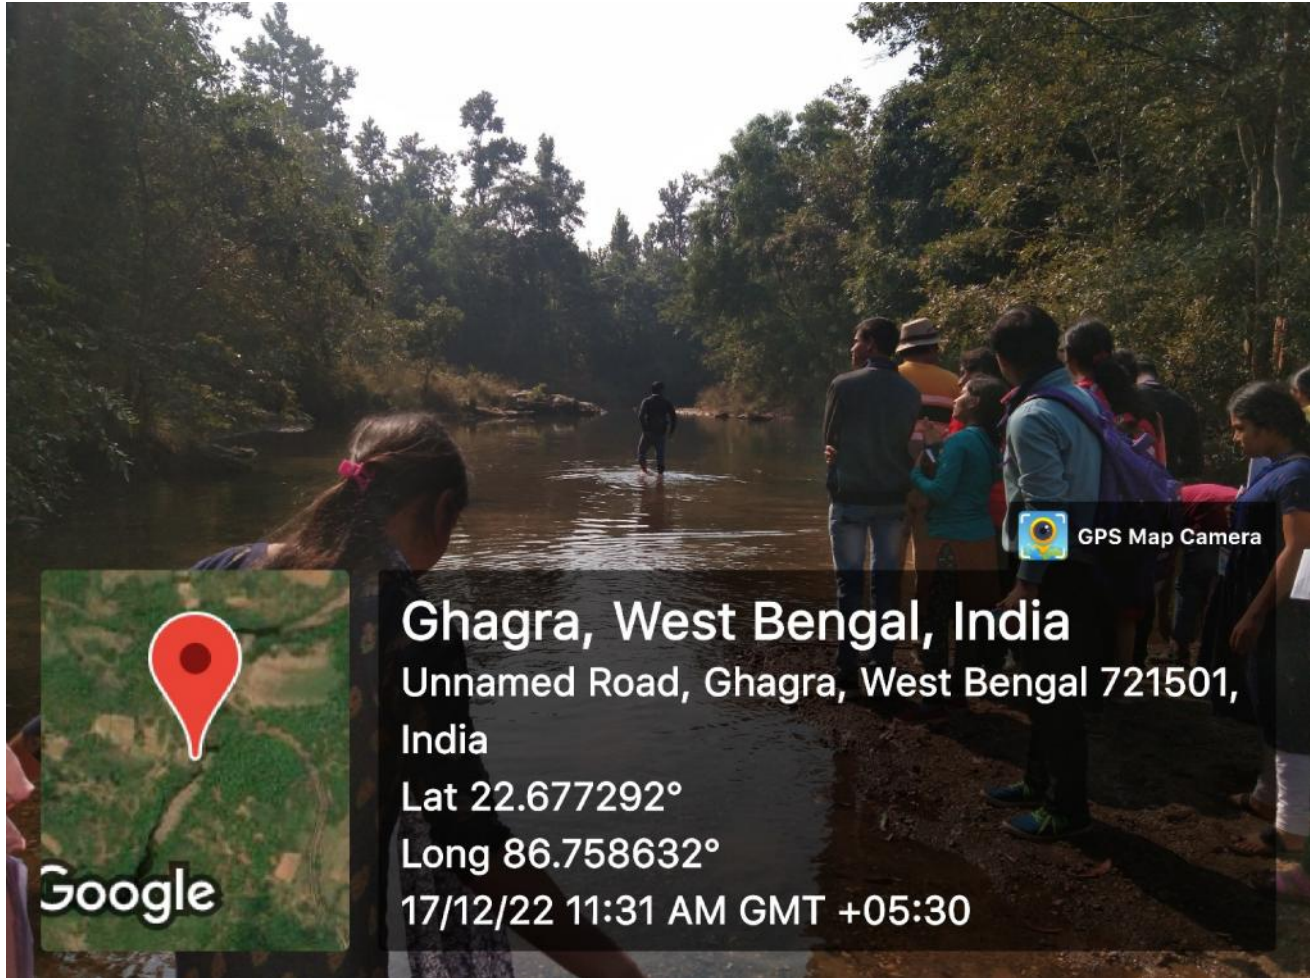 GPS Map Camera
Ghagra, West Bengal, India
Unnamed Road, Ghagra, West Bengal 721501,
India
Lat 22.677292°
Long 86.758632°
17/12/22 11:31 AM GMT +05:30
Google